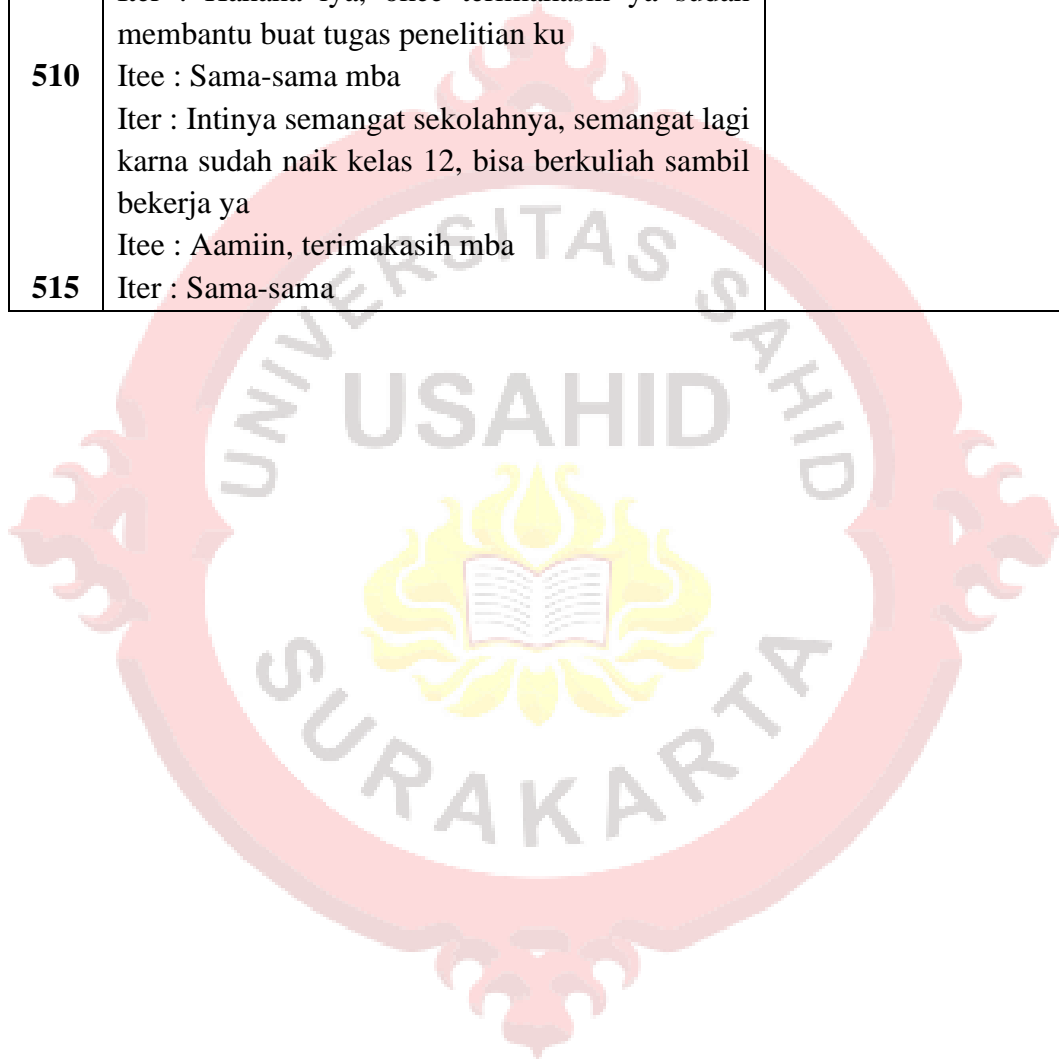 membantu buat tugas penelitian ku
510 Itee : Sama-sama mba
Iter : Intinya semangat sekolahnya, semangat lagi
karna sudah naik kelas 12, bisa berkuliah sambil
bekerja ya
Itee : Aamiin, terimakasih mba
515 Iter : Sama-sama
UNIVERSITAS SAHID
USAHID
SURAKARTA